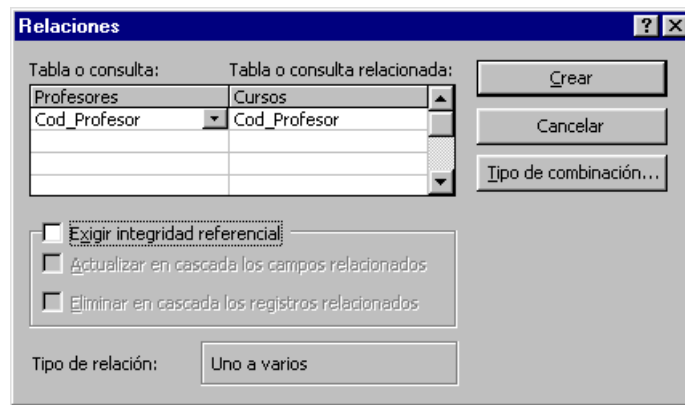 Relaciones
Tabla o consulta: Tabla o consulta relacionada:
Profesores Cursos
Cod_Profesor Cod_Profesor
Crear
Cancelar
Tipo de combinación...
Exigir integridad referencial
Actualizar en cascada los campos relacionados
Eliminar en cascada los registros relacionados
Tipo de relación: Uno a varios